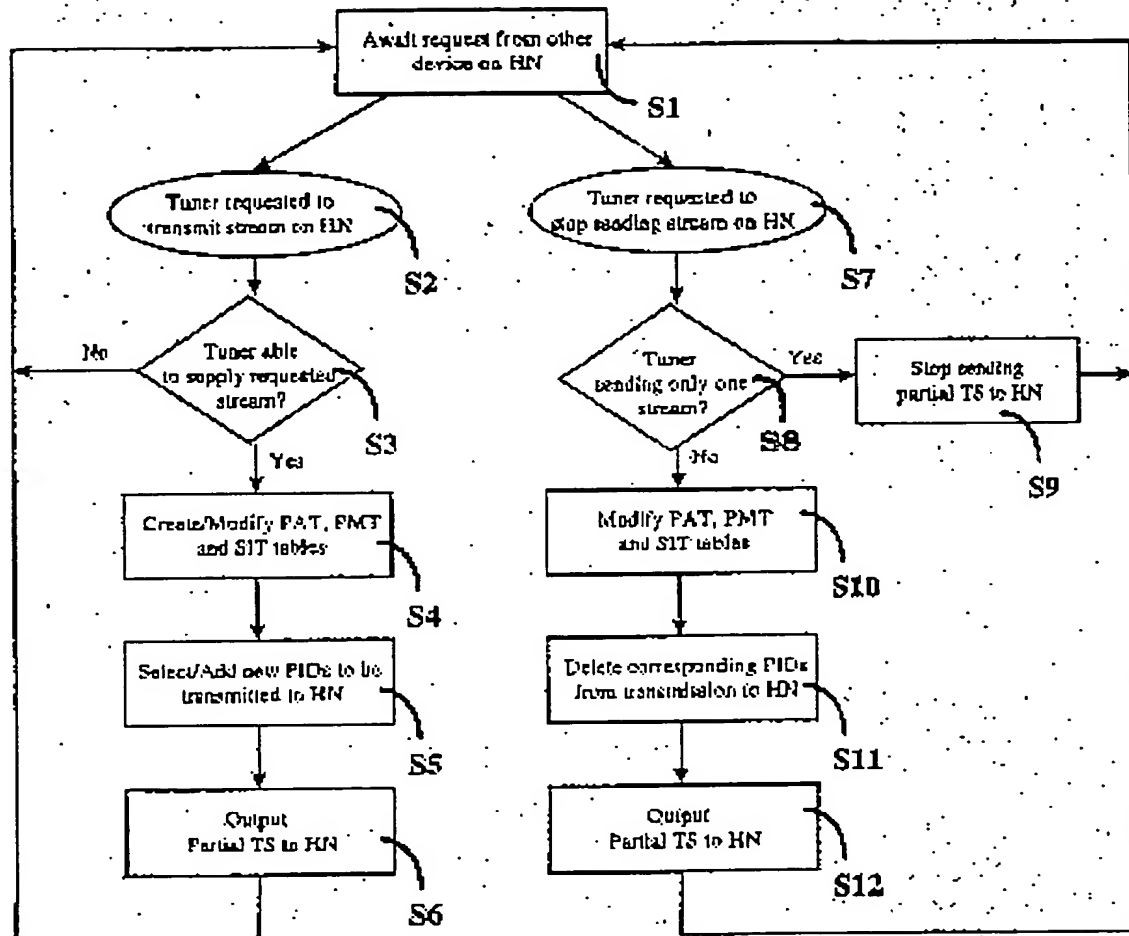 Await request from other
device on HN
S1
Tuner requested to
transmit stream on HN
S2
Tuner requested to
stop sending stream on HN
S7
No
Tuner able
to supply requested
stream?
S3
Yes
Tuner
sending only one
stream?
S8
Yes
Stop sending
partial TS to HN
S9
No
Create/Modify PAT, PMT
and SIT tables
S4
Modify PAT, PMT
and SIT tables
S10
Select/Add new PIDs to be
transmitted to HN
S5
Delete corresponding PIDs
from transmission to HN
S11
Output
Partial TS to HN
S6
Output
Partial TS to HN
S12